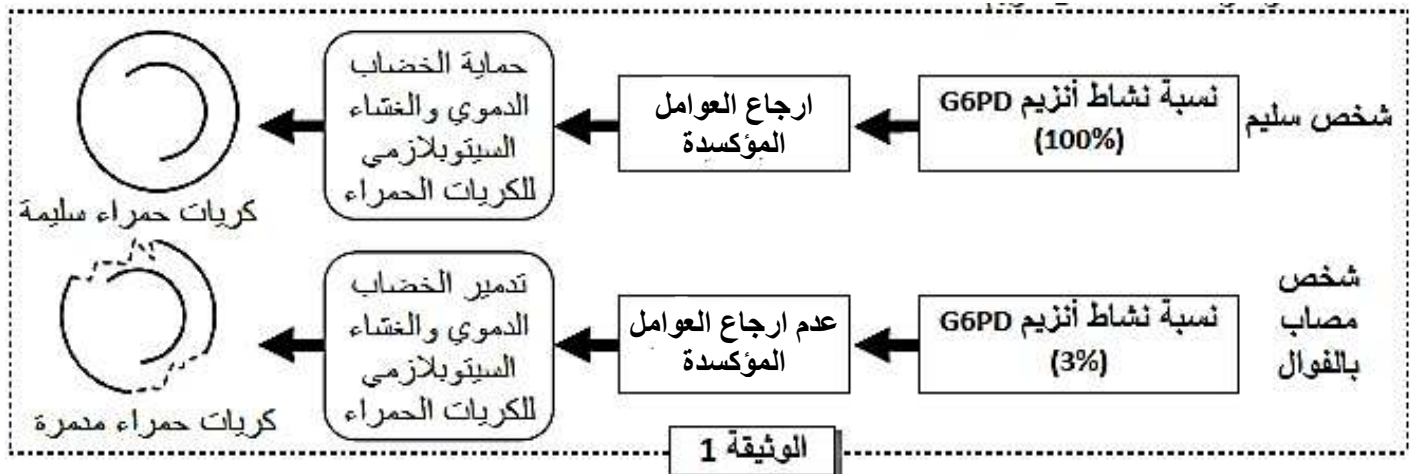 شخص سليم
نسبة نشاط أنزيم G6PD
(100%)
ارجاع العوامل
المؤكسدة
حماية الخضاب
الدموي والغشاء
السيتوبلازمي
للكريات الحمراء
كريات حمراء سليمة
شخص
مصاب
بالفوال
نسبة نشاط أنزيم G6PD
(3%)
عدم ارجاع العوامل
المؤكسدة
تدمير الخضاب
الدموي والغشاء
السيتوبلازمي
للكريات الحمراء
كريات حمراء مدمرة
الوثيقة 1